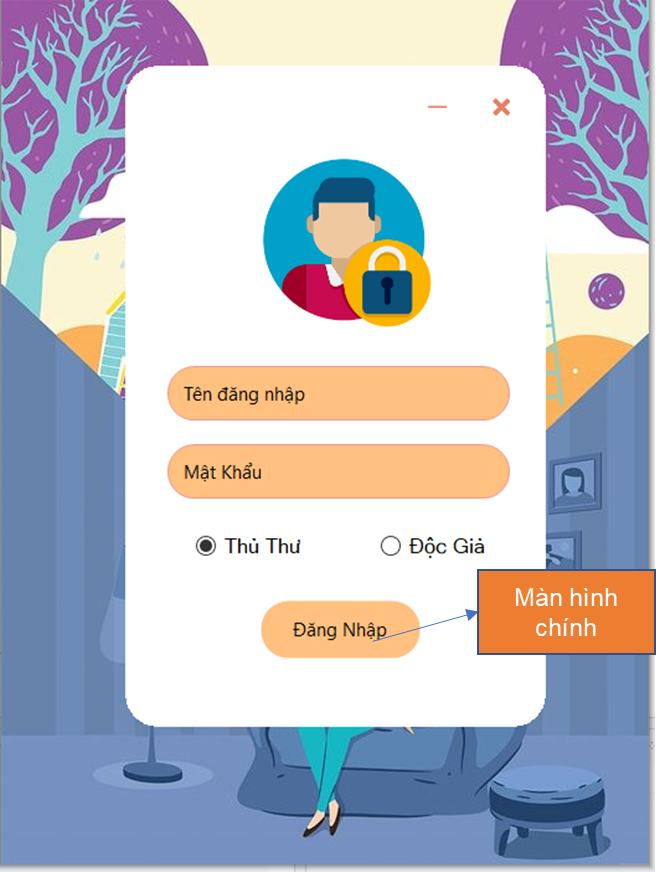 Tên đăng nhập
Mật Khẩu
Thủ Thư
Độc Giả
Đăng Nhập
Màn hình
chính